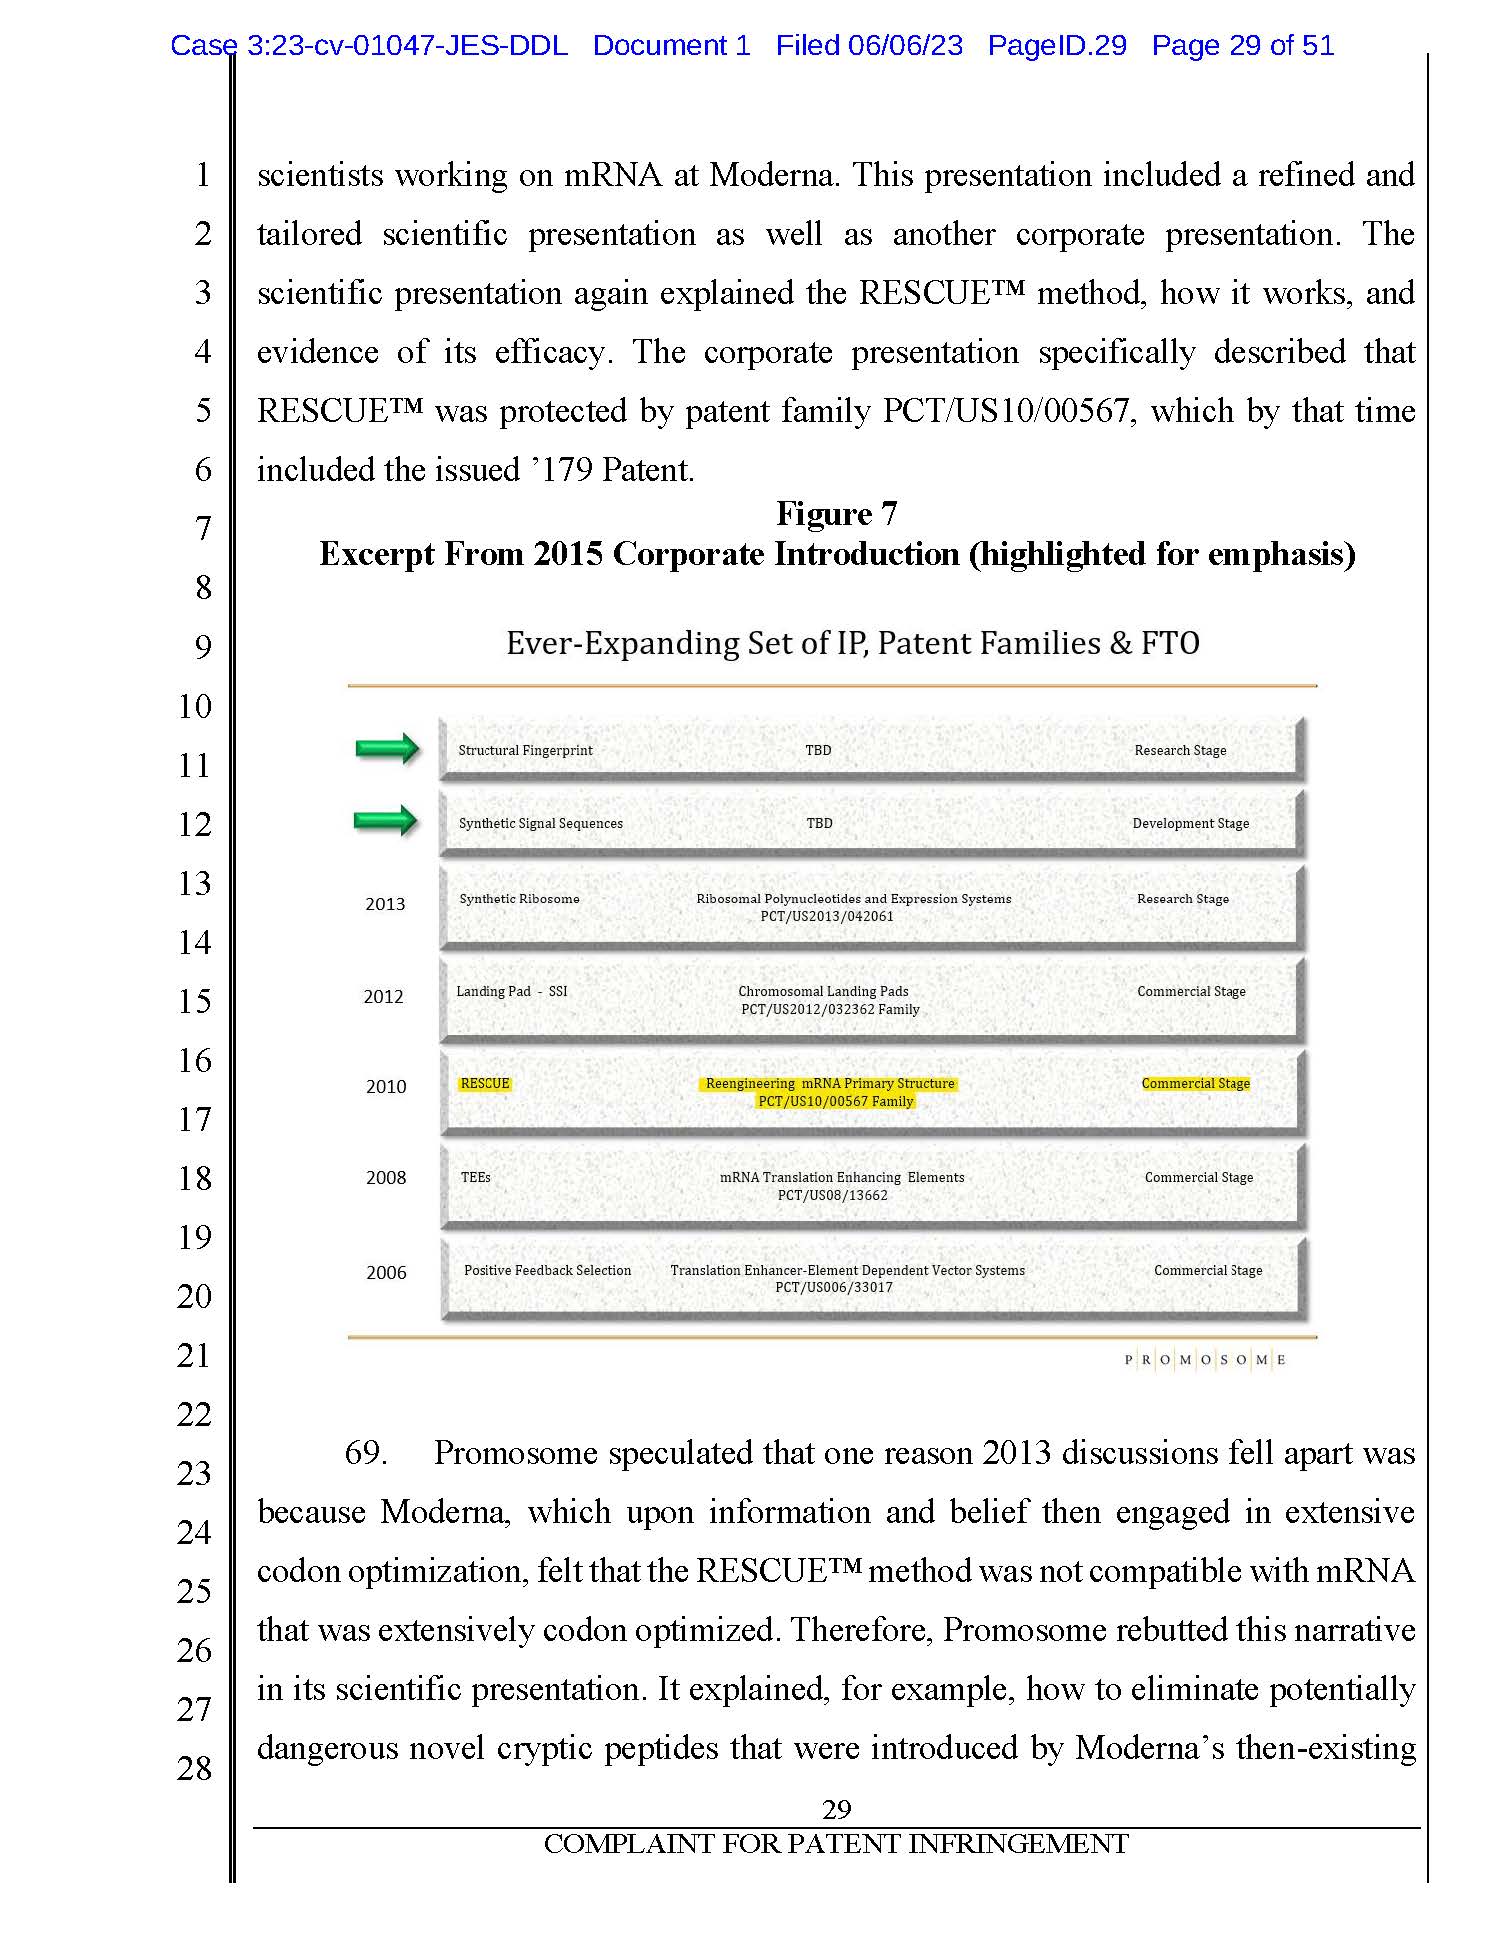 Case 3:23-cv-01047-JES-DDL Document 1 Filed 06/06/23 PageID.29 Page 29 of 51
1 scientists working on mRNA at Moderna. This presentation included a refined and
2 tailored scientific presentation as well as another corporate presentation. The
3 scientific presentation again explained the RESCUE™ method, how it works, and
4 evidence of its efficacy. The corporate presentation specifically described that
5 RESCUE™ was protected by patent family PCT/US10/00567, which by that time
6 included the issued ’179 Patent.
Figure 7
7
Excerpt From 2015 Corporate Introduction (highlighted for emphasis)
8
9 Ever-Expanding Set of IP, Patent Families & FTO
10
11 Structural Fingerprint TBD Research Stage
12 Synthetic Signal Sequences TBD Development Stage
13 2013 Synthetic Ribosome Ribosomal Polynucleotides and Expression Systems Research Stage
PCT/US2013/042061
14
15 2012 Landing Pad - SSI Chromosomal Landing Pads Commercial Stage
PCT/US2012/032362 Family
16
2010 RESCUE Reengineering mRNA Primary Structure Commercial Stage
PCT/US10/00567 Family
17
18 2008 TEEs mRNA Translation Enhancing Elements Commercial Stage
PCT/US08/13662
19
2006 Positive Feedback Selection Translation Enhancer-Element Dependent Vector Systems Commercial Stage
PCT/US006/33017
20
21 PROMOSOME
22
69. Promosome speculated that one reason 2013 discussions fell apart was
23
because Moderna, which upon information and belief then engaged in extensive
24
codon optimization, felt that the RESCUE™ method was not compatible with mRNA
25
that was extensively codon optimized. Therefore, Promosome rebutted this narrative
26
in its scientific presentation. It explained, for example, how to eliminate potentially
27
dangerous novel cryptic peptides that were introduced by Moderna’s then-existing
28
29
COMPLAINT FOR PATENT INFRINGEMENT